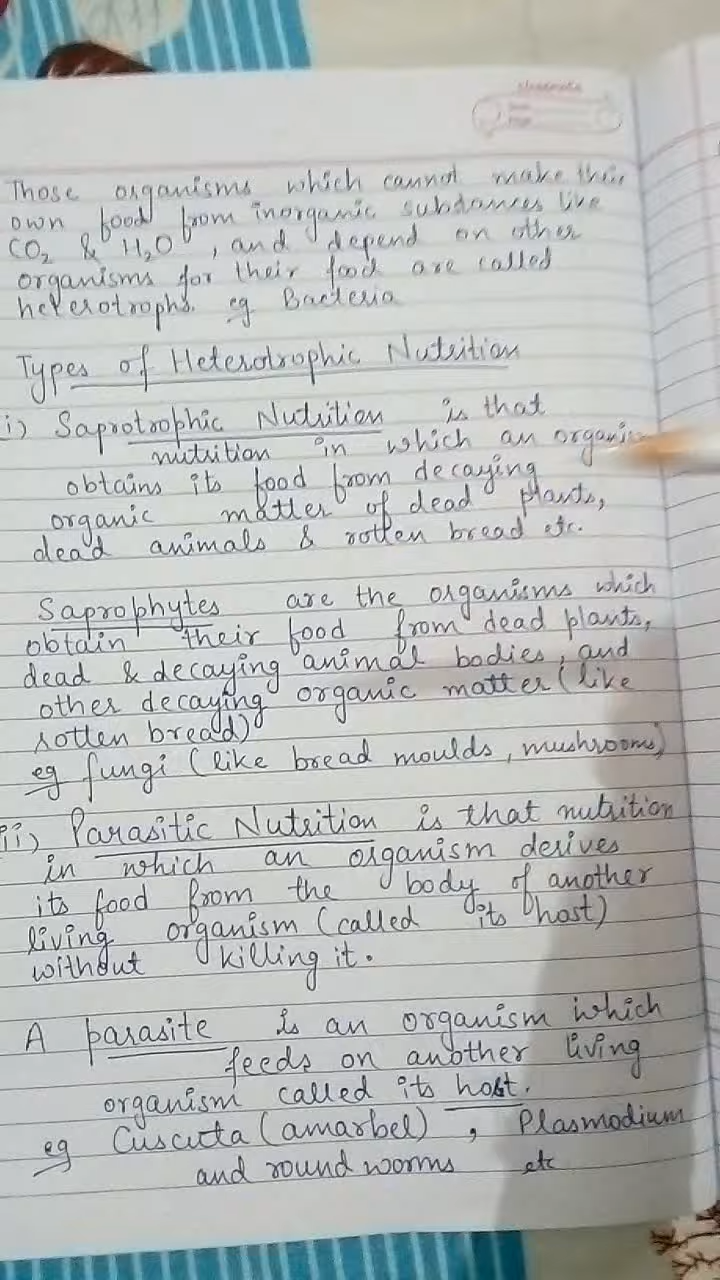 Those organisms which cannot make their
own food from inorganic substances like
CO₂ & H₂O, and depend on other
organisms for their food are called
heterotrophs. eg Bacteria
Types of Heterotrophic Nutrition
i) Saprotrophic Nutrition is that
nutrition in which an organism
obtains its food from decaying
organic matter of dead plants,
dead animals & rotten bread etc.
Saprophytes are the organisms which
obtain their food from dead plants,
dead & decaying animal bodies, and
other decaying organic matter (like
rotten bread)
eg fungi (like bread moulds, mushrooms)
ii) Parasitic Nutrition is that nutrition
in which an organism derives
its food from the body of another
living organism (called its host)
without killing it.
A parasite is an organism which
feeds on another living
organism called its host.
eg Cuscuta (amarbel), Plasmodium
and round worms etc